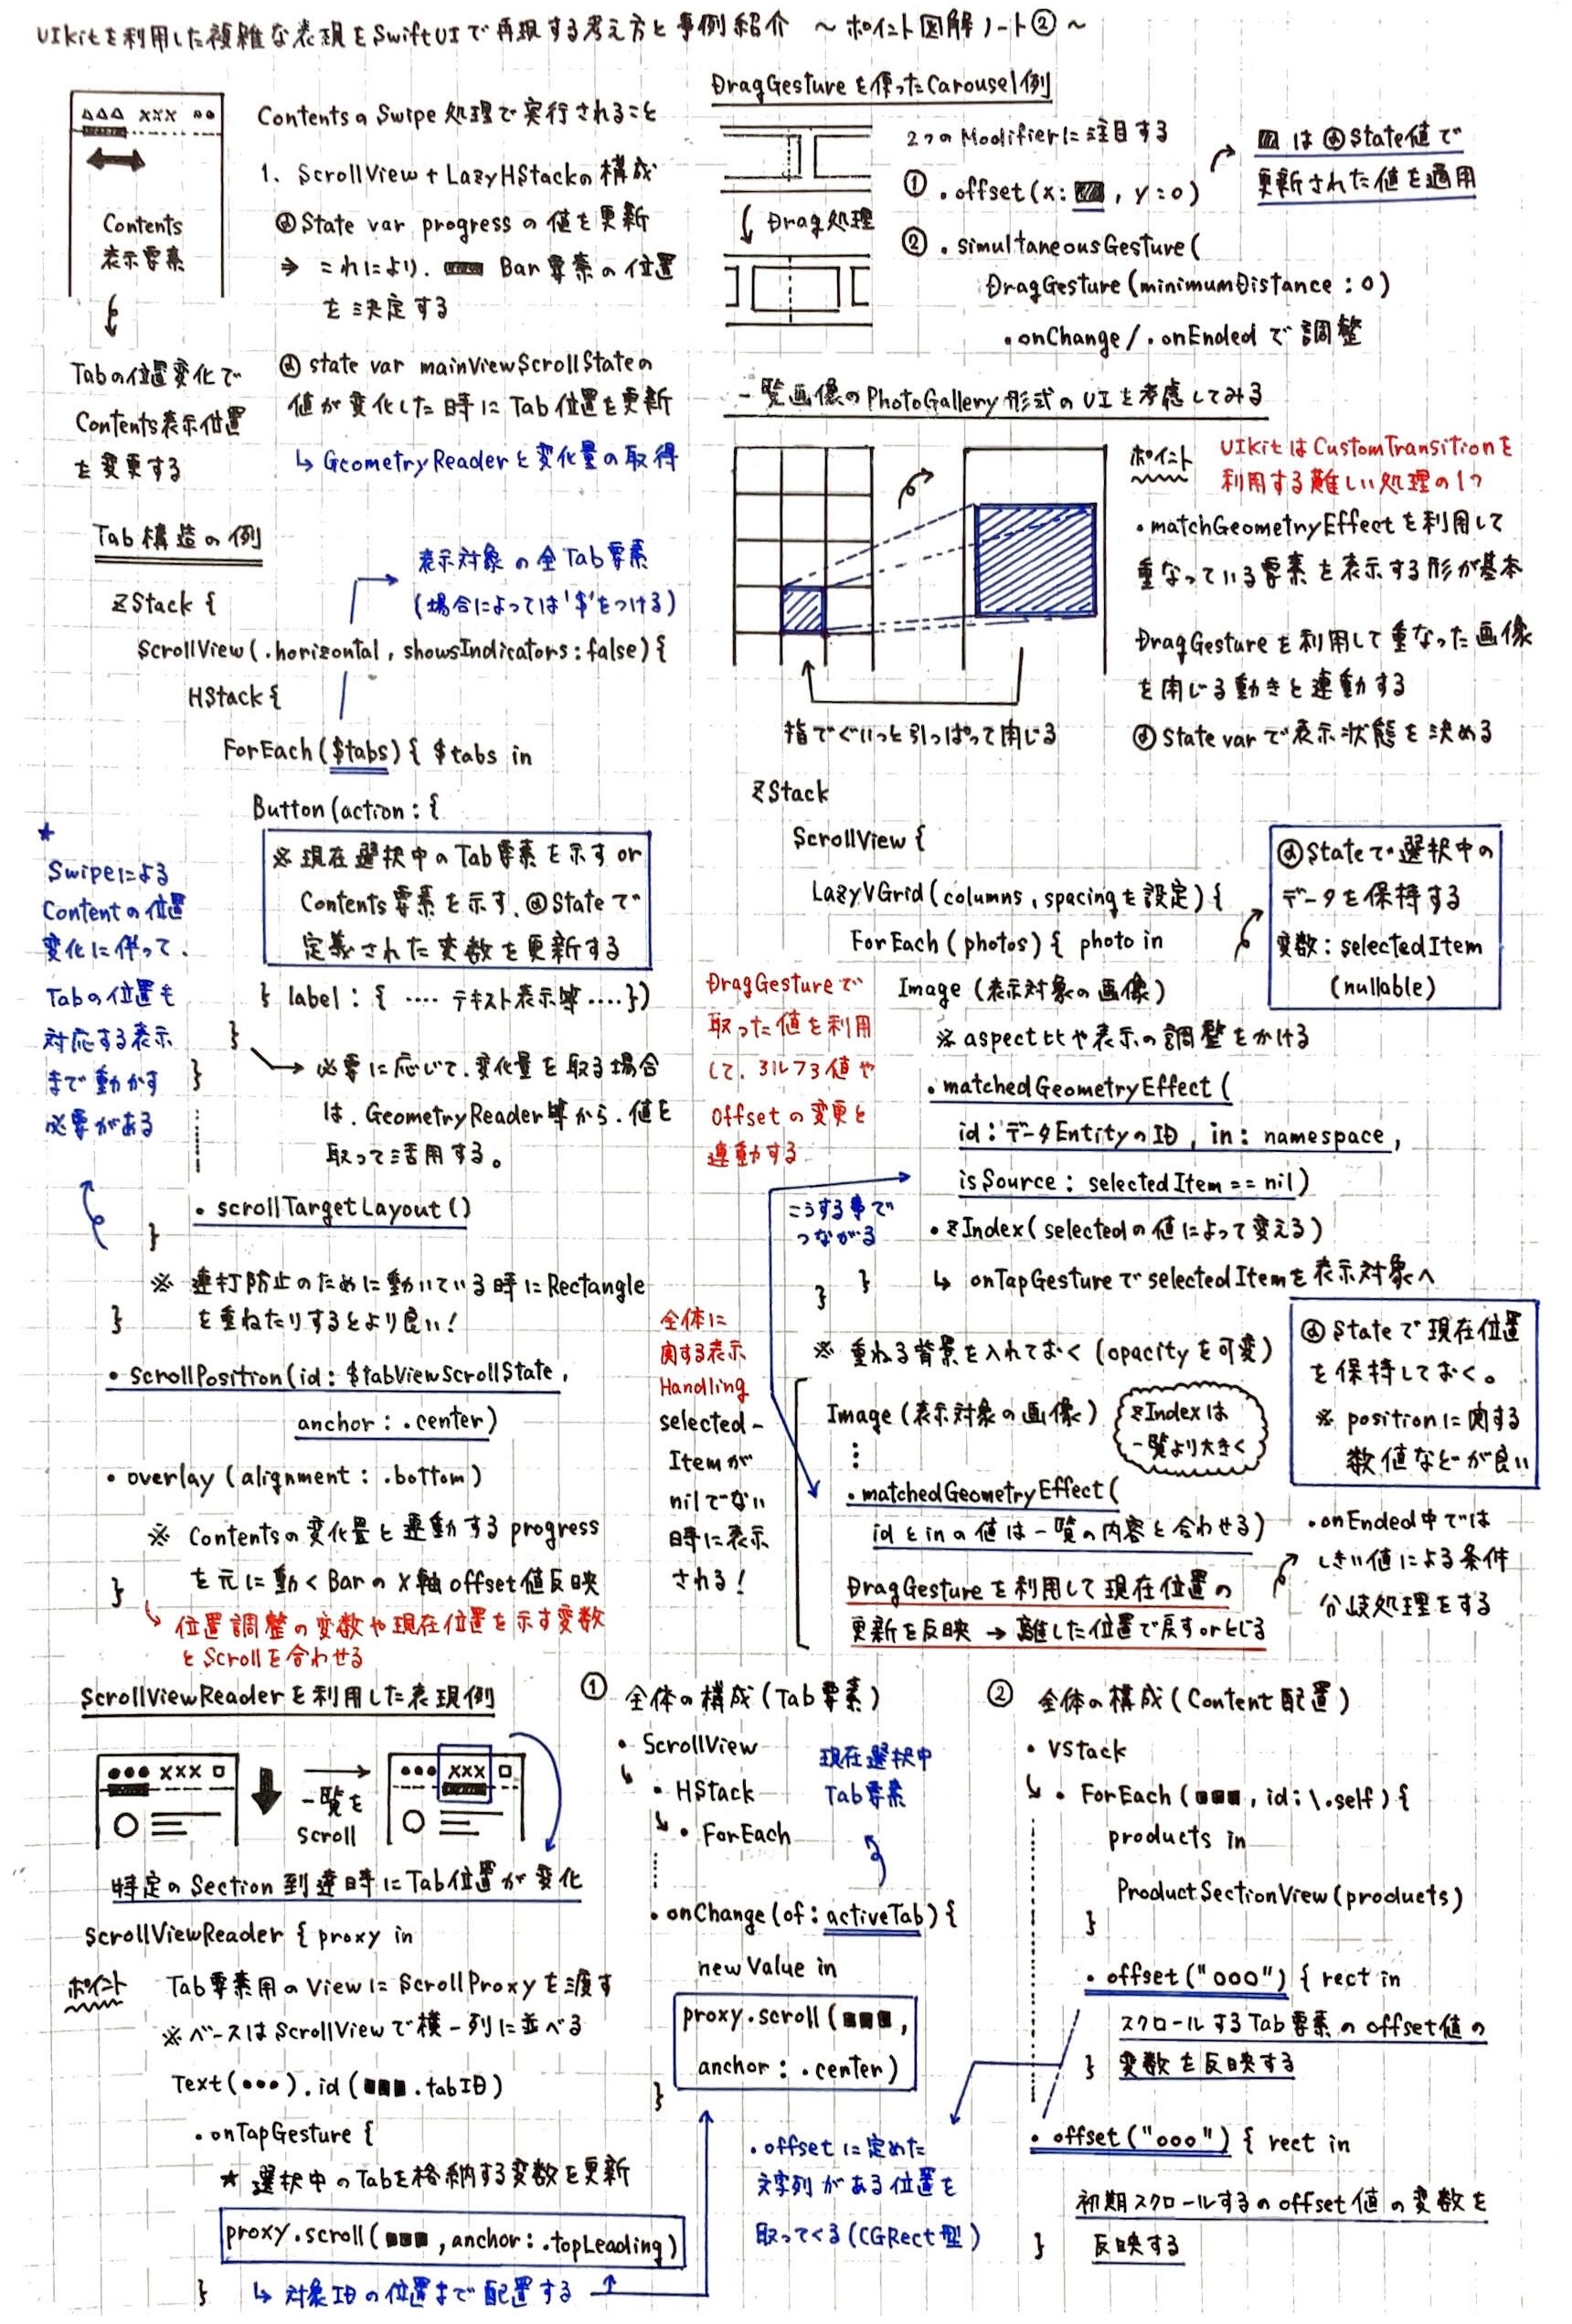 UIKitを利用した複雑な表現をSwiftUIで再現する考え方と事例紹介 〜ポイント図解ノート②〜
△△△ xxx oo
Contents
表示要素
Tabの位置変化で
Contents表示位置
を変更する
ContentsのSwipe処理で実行されること
1. ScrollView + LazyHStackの構成
@State var progressの値を更新
⇒ これにより、Bar要素の位置
を決定する
@State var mainViewScrollStateの
値が変化した時にTab位置を更新
↳ GeometryReaderと変化量の取得
Tab構造の例
表示対象の全Tab要素
(場合によっては'$'をつける)
ZStack {
ScrollView(.horizontal, showsIndicators: false) {
HStack {
ForEach($tabs) { $tabs in
Button(action: {
※現在選択中のTab要素を示す or
Contents要素を示す、@Stateで
定義された変数を更新する
} label: { .... テキスト表示等 .... })
}
→ 必要に応じて、変化量を取る場合
は、GeometryReader等から、値を
取って活用する。
}
★
Swipeによる
Contentの位置
変化に伴って、
Tabの位置も
対応する表示
まで動かす
必要がある
.scrollTargetLayout()
}
※ 連打防止のために動いている時にRectangle
を重ねたりするとより良い!
}
.scrollPosition(id: $tabViewScrollState,
anchor: .center)
.overlay(alignment: .bottom)
※ Contentsの変化量と連動するprogress
を元に動くBarのX軸offset値反映
}
↳ 位置調整の変数や現在位置を示す変数
とScrollを合わせる
DragGestureを使ったCarousel例
Drag処理
2つのModifierに注目する
① .offset(x: ▨, y: 0)
▨は@State値で
更新された値を適用
② .simultaneousGesture(
DragGesture(minimumDistance: 0)
.onChange / .onEndedで調整
一覧画像のPhotoGallery形式のUIを考慮してみる
ポイント
UIKitはCustomTransitionを
利用する難しい処理の1つ
.matchGeometryEffectを利用して
重なっている要素を表示する形が基本
DragGestureを利用して重なった画像
を閉じる動きと連動する
@State varで表示状態を決める
指でぐいっと引っぱって閉じる
ZStack
ScrollView {
LazyVGrid(columns, spacingを設定) {
ForEach(photos) { photo in
Image(表示対象の画像)
※ aspect比や表示の調整をかける
@Stateで選択中の
データを保持する
変数: selectedItem
(nullable)
DragGestureで
取った値を利用
して、
Offsetの変更と
連動する
.matchedGeometryEffect(
id: データEntityのID, in: namespace,
isSource: selectedItem == nil)
こうする事で
つながる
.zIndex(selectedの値によって変える)
↳ onTapGestureでselectedItemを表示対象へ
} }
※ 重ねる背景を入れておく(opacityを可変)
全体に
関する表示
Handling
selected-
Itemが
nilでない
時に表示
される!
Image(表示対象の画像)
zIndexは
一覧より大きく
⋮
.matchedGeometryEffect(
idとinの値は一覧の内容と合わせる)
DragGestureを利用して現在位置の
更新を反映 → 離した位置で戻すorとじる
@Stateで現在位置
を保持しておく。
※ positionに関する
数値などが良い
.onEnded中では
しきい値による条件
分岐処理をする
ScrollViewReaderを利用した表現例
●●● xxx □
一覧を
Scroll
●●● xxx □
特定のSection到達時にTab位置が変化
ScrollViewReader { proxy in
ポイント
Tab要素用のViewにScrollProxyを渡す
※ベースはScrollViewで横一列に並べる
Text(•••).id(■■■.tabID)
.onTapGesture {
★ 選択中のTabを格納する変数を更新
proxy.scroll(■■■, anchor: .topLeading)
}
↳ 対象IDの位置まで配置する
① 全体の構成(Tab要素)
• ScrollView
↳ • HStack
↳ • ForEach
現在選択中
Tab要素
.onChange(of: activeTab) {
newValue in
proxy.scroll(■■■,
anchor: .center)
}
② 全体の構成(Content配置)
• VStack
↳ • ForEach(■■■, id: \.self) {
products in
ProductSectionView(products)
}
.offset("ooo") { rect in
スクロールするTab要素のoffset値の
} 変数を反映する
.offset("ooo") { rect in
初期スクロールするのoffset値の変数を
} 反映する
.offsetに定めた
文字列がある位置を
取ってくる(CGRect型)